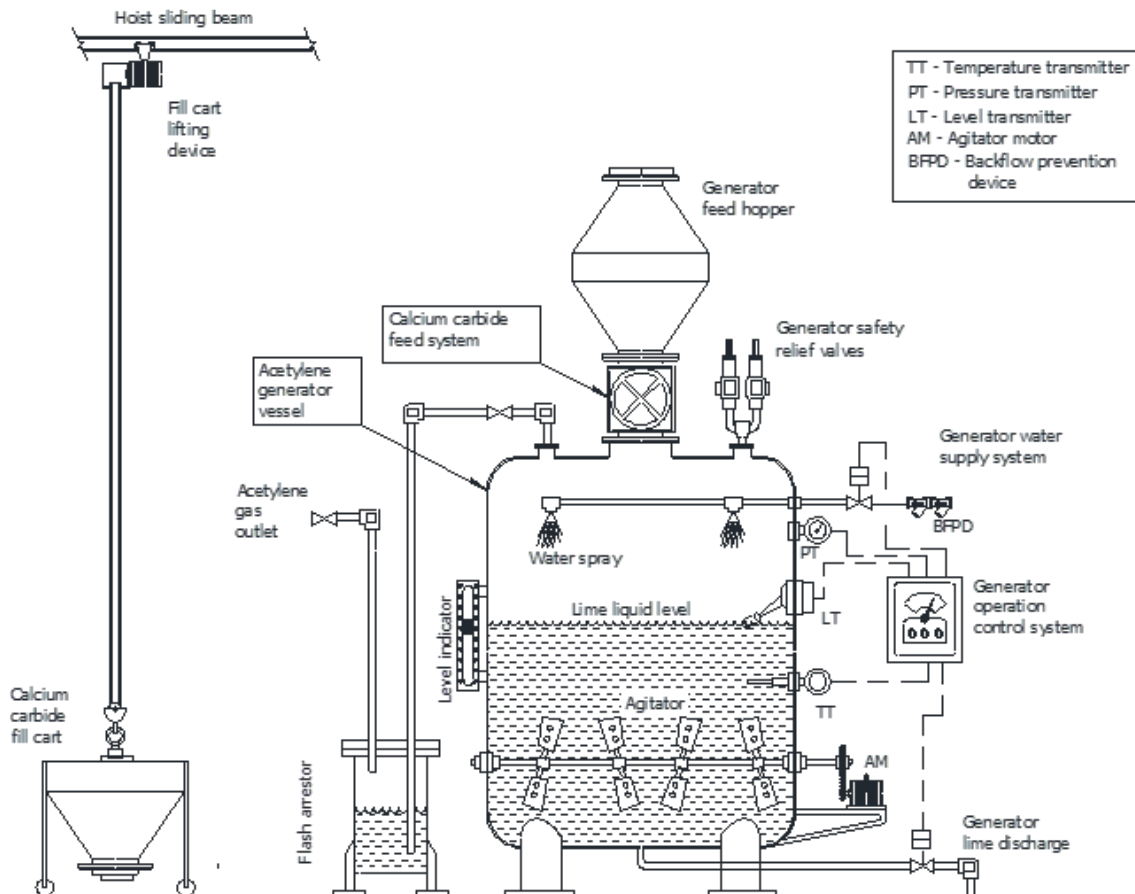 Hoist sliding beam
Fill cart
lifting
device
TT - Temperature transmitter
PT - Pressure transmitter
LT - Level transmitter
AM - Agitator motor
BFPD - Backflow prevention
device
Generator
feed hopper
Calcium carbide
feed system
Generator safety
relief valves
Acetylene
generator
vessel
Generator water
supply system
Acetylene
gas
outlet
BFPD
Water spray
PT
Level indicator
Lime liquid level
LT
Generator
operation
control system
Calcium
carbide
fill cart
Agitator
TT
AM
Flash arrestor
Generator
lime discharge
000